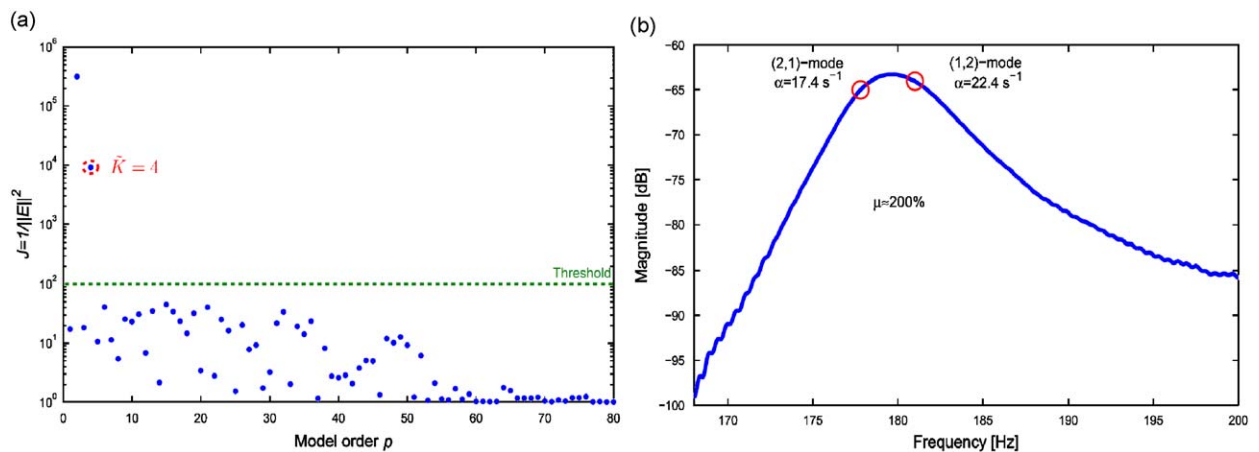 (a)
10^6
10^5
10^4
10^3
10^2
10^1
10^0
J=1/||E||^2
K̃ = 4
Threshold
0 10 20 30 40 50 60 70 80
Model order p
(b)
−60
−65
−70
−75
−80
−85
−90
−95
−100
Magnitude [dB]
(2,1)−mode
α=17.4 s^−1
(1,2)−mode
α=22.4 s^−1
μ≈200%
170 175 180 185 190 195 200
Frequency [Hz]